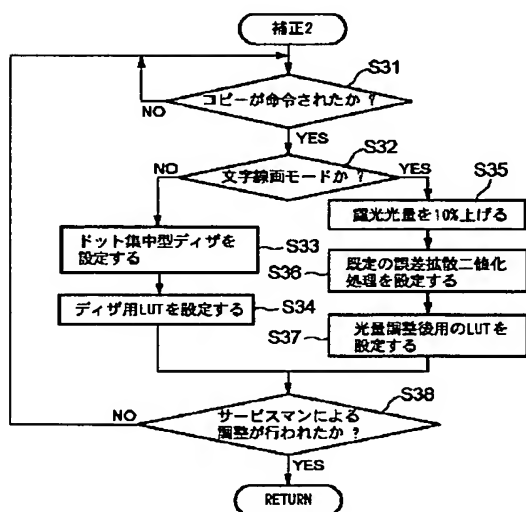 補正2
S31
コピーが命令されたか ?
NO
YES
S32
NO
文字線画モードか ?
YES
S35
露光光量を10%上げる
ドット集中型ディザを
設定する
S33
S36
既定の誤差拡散二値化
処理を設定する
ディザ用LUTを設定する
S34
S37
光量調整後用のLUTを
設定する
S38
NO
サービスマンによる
調整が行われたか ?
YES
RETURN